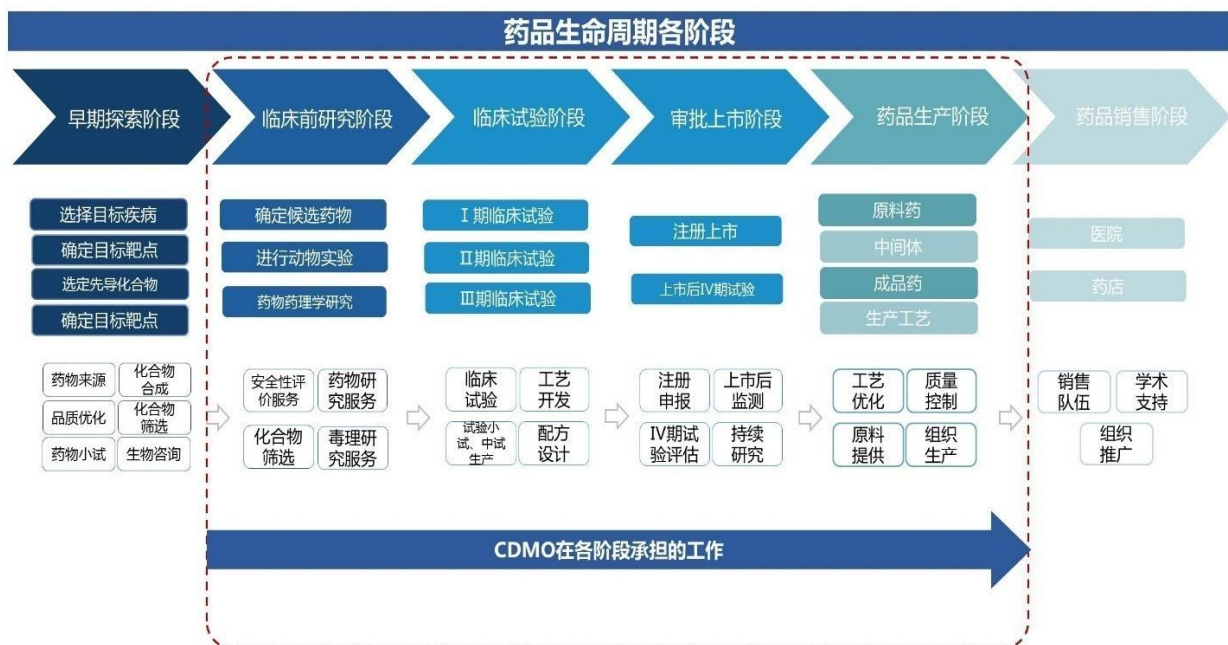 药品生命周期各阶段
早期探索阶段
临床前研究阶段
临床试验阶段
审批上市阶段
药品生产阶段
药品销售阶段
选择目标疾病
确定目标靶点
选定先导化合物
确定目标靶点
确定候选药物
进行动物实验
药物药理学研究
Ⅰ期临床试验
Ⅱ期临床试验
Ⅲ期临床试验
注册上市
上市后IV期试验
原料药
中间体
成品药
生产工艺
医院
药店
药物来源
化合物
合成
品质优化
化合物
筛选
药物小试
生物咨询
安全性评
价服务
药物研
究服务
化合物
筛选
毒理研
究服务
临床
试验
工艺
开发
试验小
试、中试
生产
配方
设计
注册
申报
上市后
监测
IV期试
验评估
持续
研究
工艺
优化
质量
控制
原料
提供
组织
生产
销售
队伍
学术
支持
组织
推广
CDMO在各阶段承担的工作